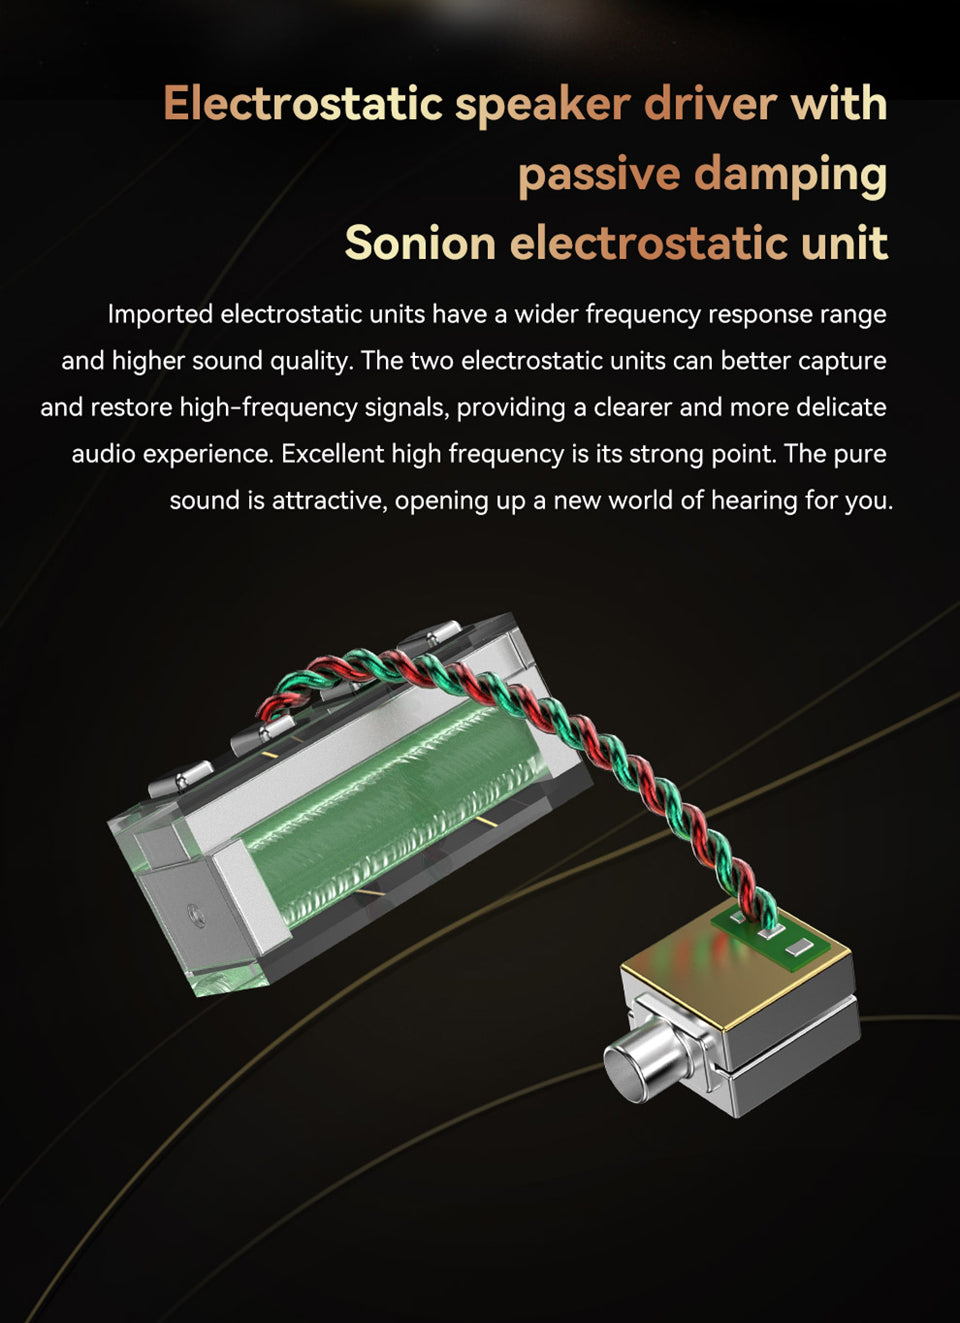 Electrostatic speaker driver with
passive damping
Sonion electrostatic unit
Imported electrostatic units have a wider frequency response range
and higher sound quality. The two electrostatic units can better capture
and restore high-frequency signals, providing a clearer and more delicate
audio experience. Excellent high frequency is its strong point. The pure
sound is attractive, opening up a new world of hearing for you.